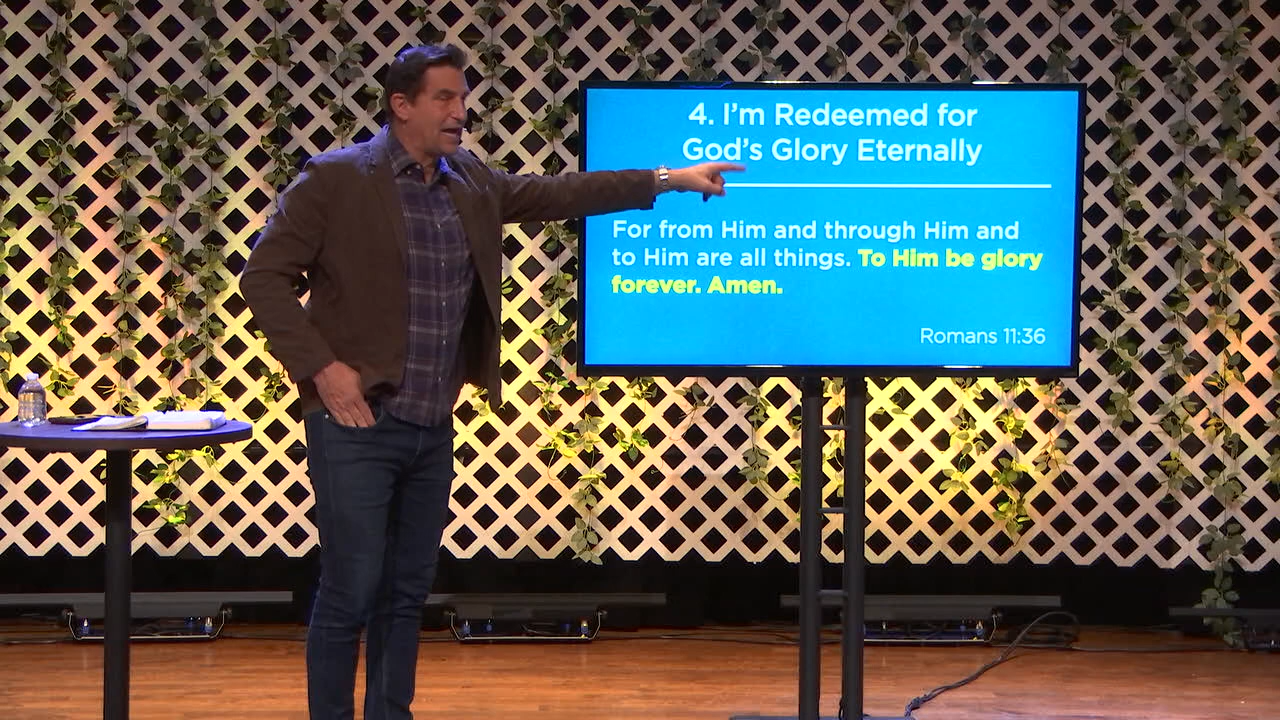 4. I'm Redeemed for
God's Glory Eternally
For from Him and through Him and
to Him are all things. To Him be glory
forever. Amen.
Romans 11:36